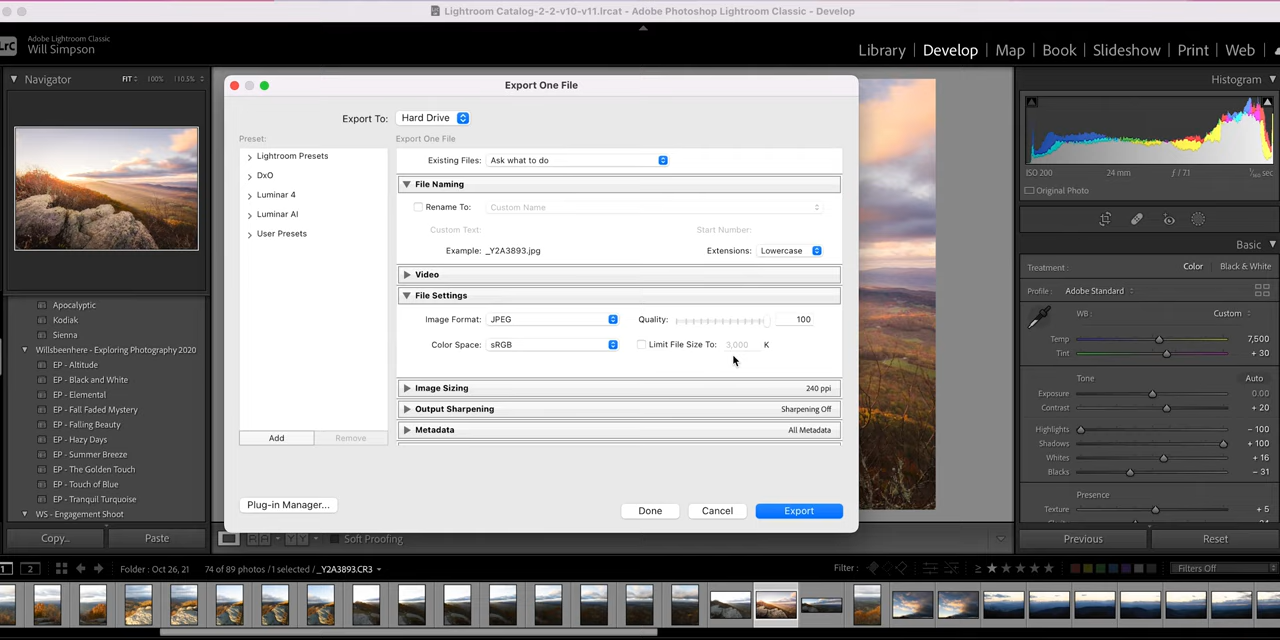 Lightroom Catalog-2-2-v10-v11.lrcat - Adobe Photoshop Lightroom Classic - Develop
LrC
Adobe Lightroom Classic
Will Simpson
Library | Develop | Map | Book | Slideshow | Print | Web
Navigator FIT 100%
Histogram
Export One File
Export To: Hard Drive
Preset:
Export One File
Lightroom Presets
DxO
Luminar 4
Luminar AI
User Presets
Existing Files: Ask what to do
File Naming
Rename To: Custom Name
Custom Text: Start Number:
Example: _Y2A3893.jpg Extensions: Lowercase
Video
File Settings
Image Format: JPEG Quality: 100
Color Space: sRGB Limit File Size To: 3,000 K
Image Sizing 240 ppi
Output Sharpening Sharpening Off
Metadata All Metadata
Add Remove
Plug-in Manager...
Done Cancel Export
Apocalyptic
Kodiak
Sienna
Willsbeenhere - Exploring Photography 2020
EP - Altitude
EP - Black and White
EP - Elemental
EP - Fall Faded Mystery
EP - Falling Beauty
EP - Hazy Days
EP - Summer Breeze
EP - The Golden Touch
EP - Touch of Blue
EP - Tranquil Turquoise
WS - Engagement Shoot
Copy... Paste
Soft Proofing
ISO 200 24 mm ƒ / 7.1 sec
Original Photo
Basic
Treatment: Color Black & White
Profile: Adobe Standard
WB: Custom
Temp 7,500
Tint + 30
Tone Auto
Exposure 0.00
Contrast + 20
Highlights - 100
Shadows + 100
Whites + 16
Blacks - 31
Presence
Texture + 5
Previous Reset
1 2 Folder : Oct 26, 21 74 of 89 photos / 1 selected / _Y2A3893.CR3
Filter : Filters Off